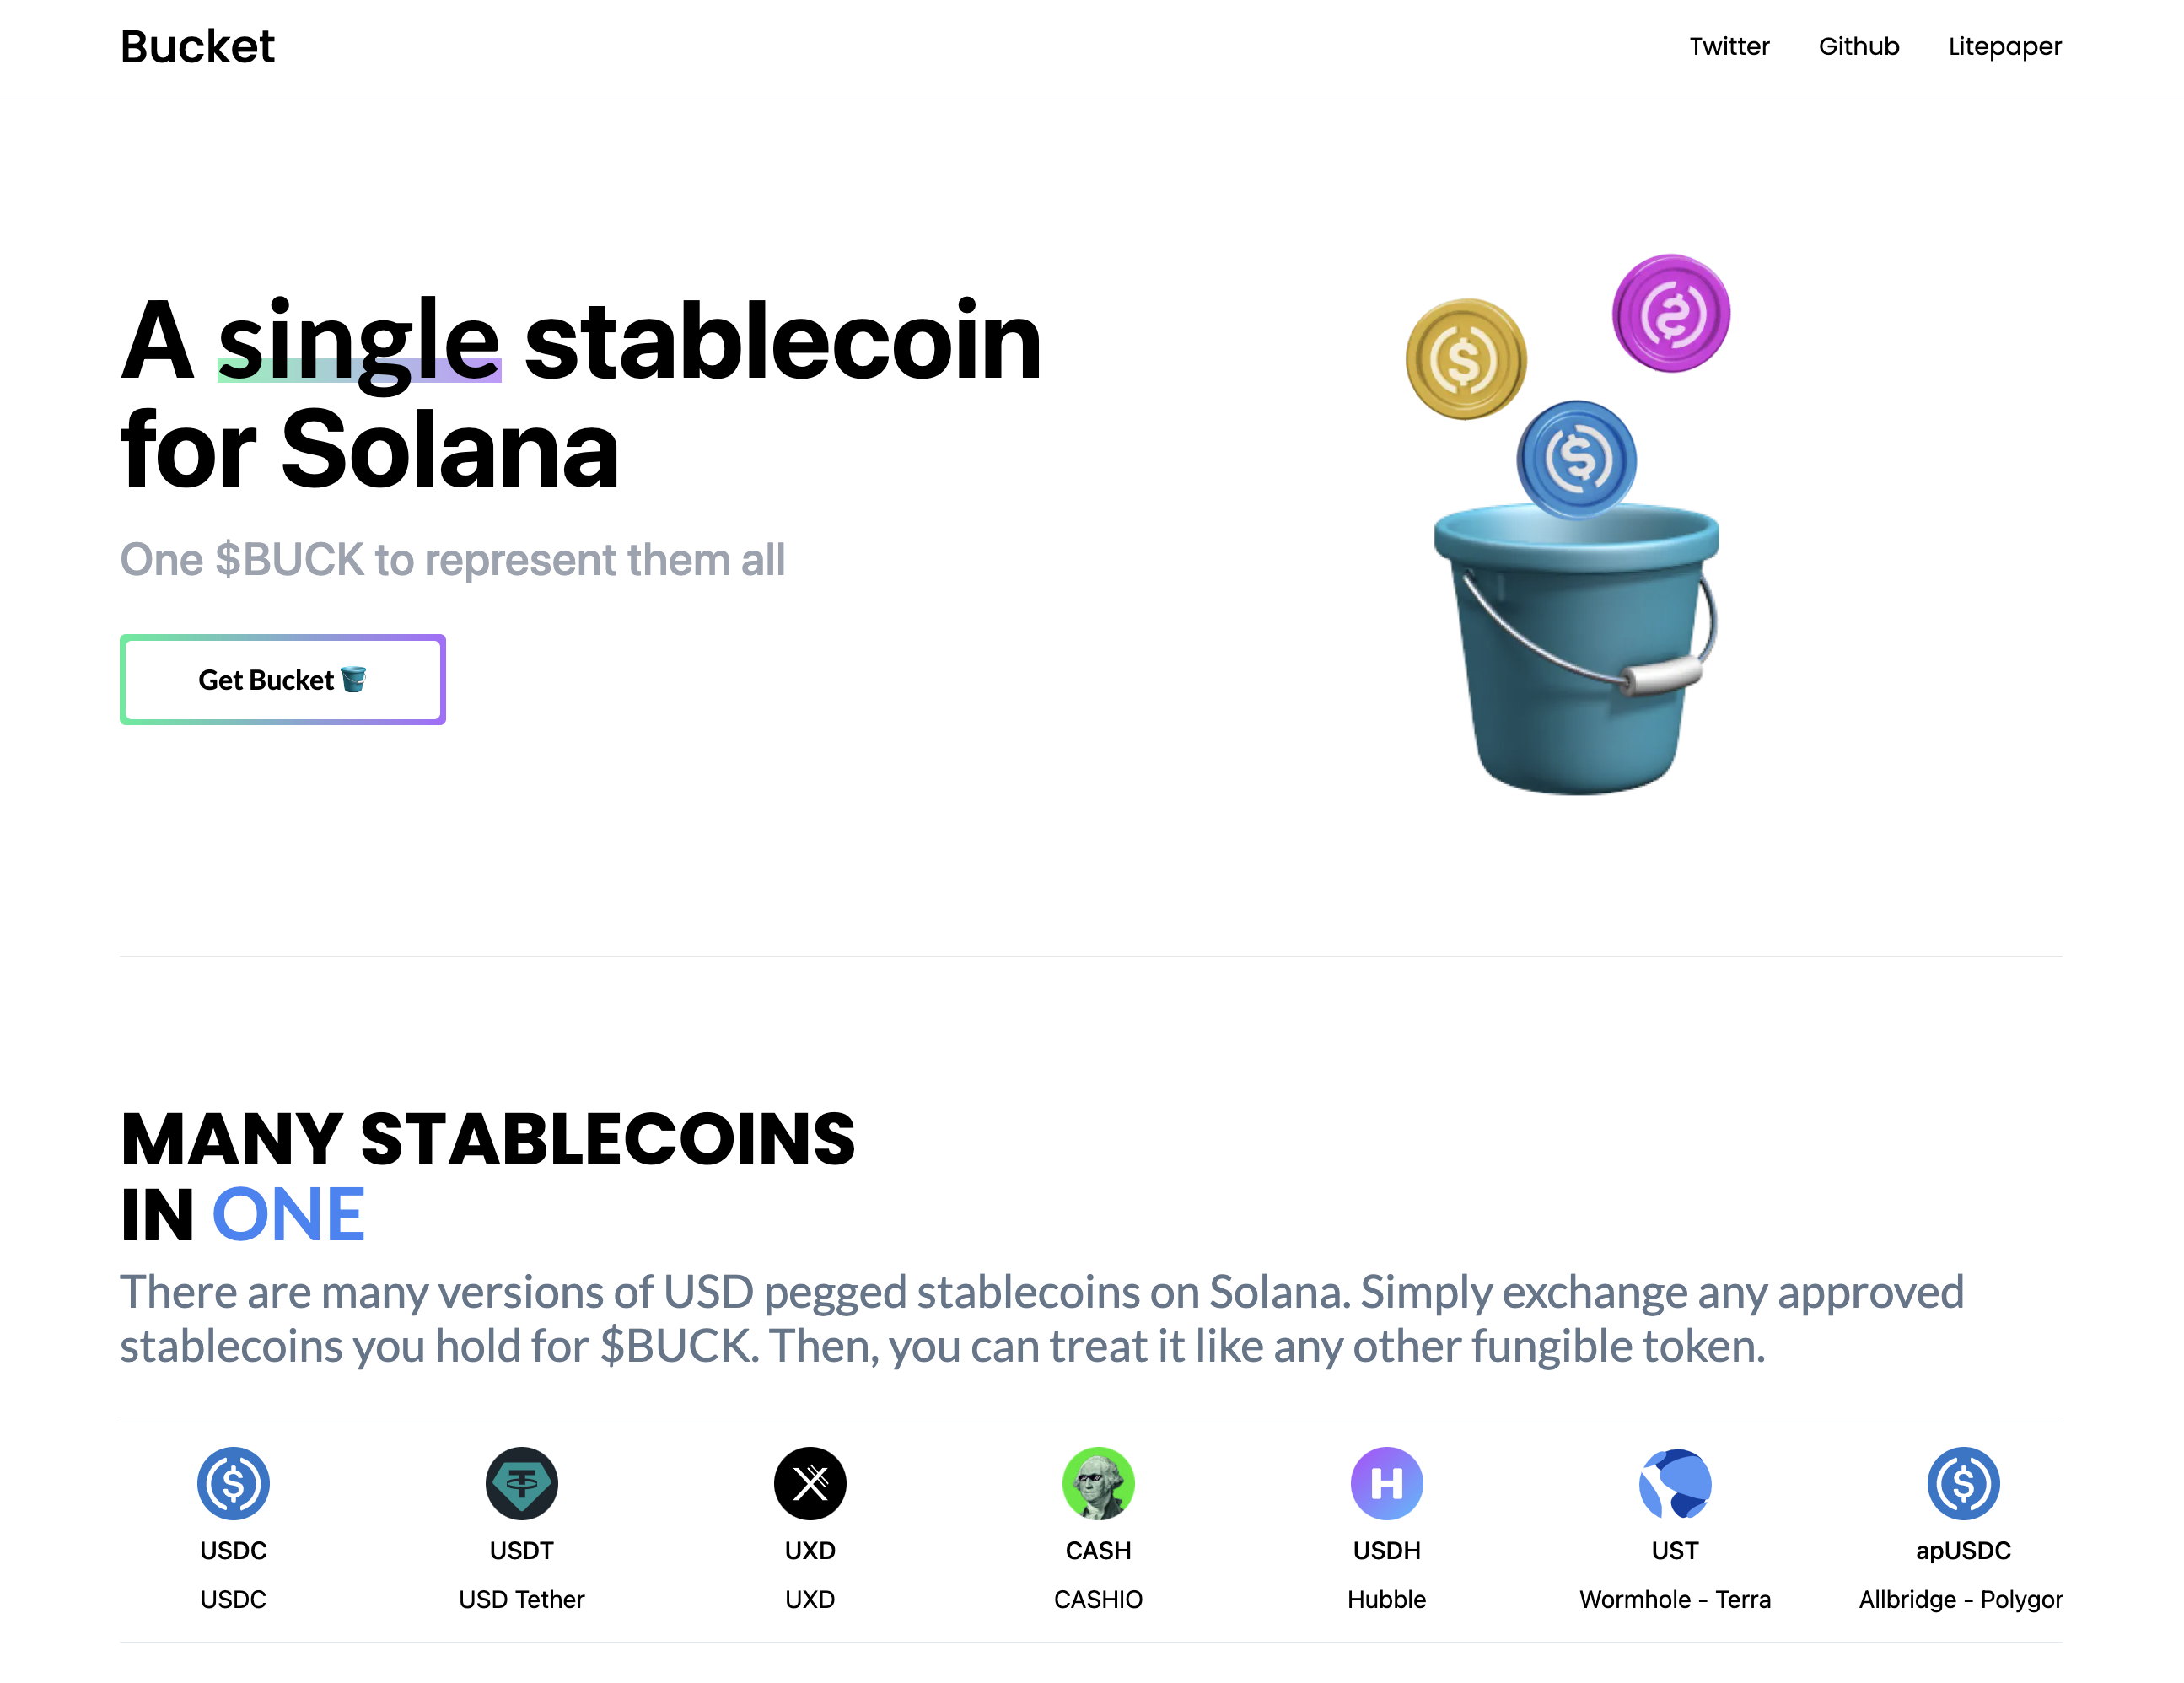 Bucket
Twitter Github Litepaper
A single stablecoin
for Solana
One $BUCK to represent them all
Get Bucket
MANY STABLECOINS
IN ONE
There are many versions of USD pegged stablecoins on Solana. Simply exchange any approved
stablecoins you hold for $BUCK. Then, you can treat it like any other fungible token.
USDC USDT UXD CASH USDH UST apUSDC
USDC USD Tether UXD CASHIO Hubble Wormhole - Terra Allbridge - Polygor